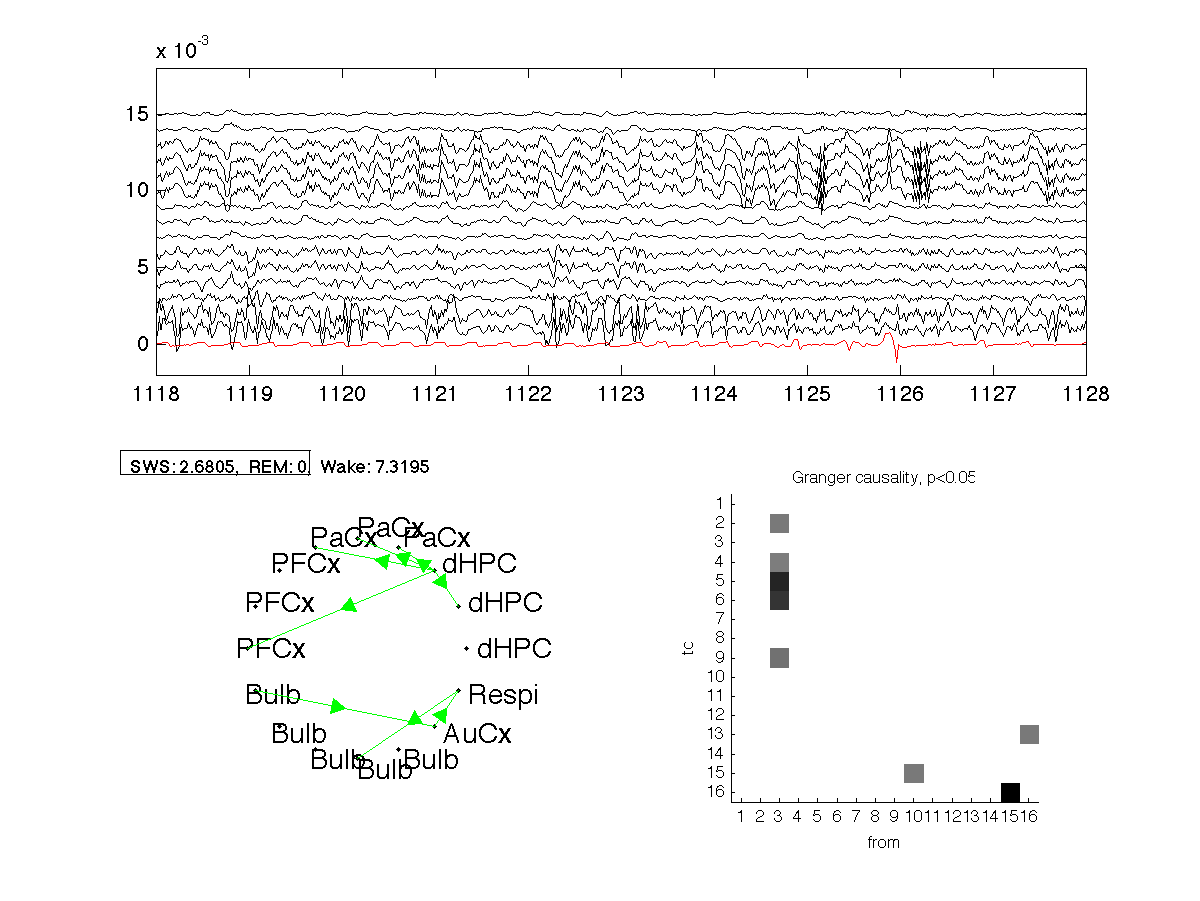 x 10-3
15
10
5
0
1118 1119 1120 1121 1122 1123 1124 1125 1126 1127 1128
SWS:2.6805, REM:0, Wake:7.3195
Granger causality, p<0.05
PaCx
PaCx PaCx
PFCx dHPC
PFCx dHPC
PFCx dHPC
Bulb Respi
Bulb AuCx
Bulb Bulb
Bulb
1
2
3
4
5
6
7
8
9
10
11
12
13
14
15
16
to
1 2 3 4 5 6 7 8 9 10 11 12 13 14 15 16
from